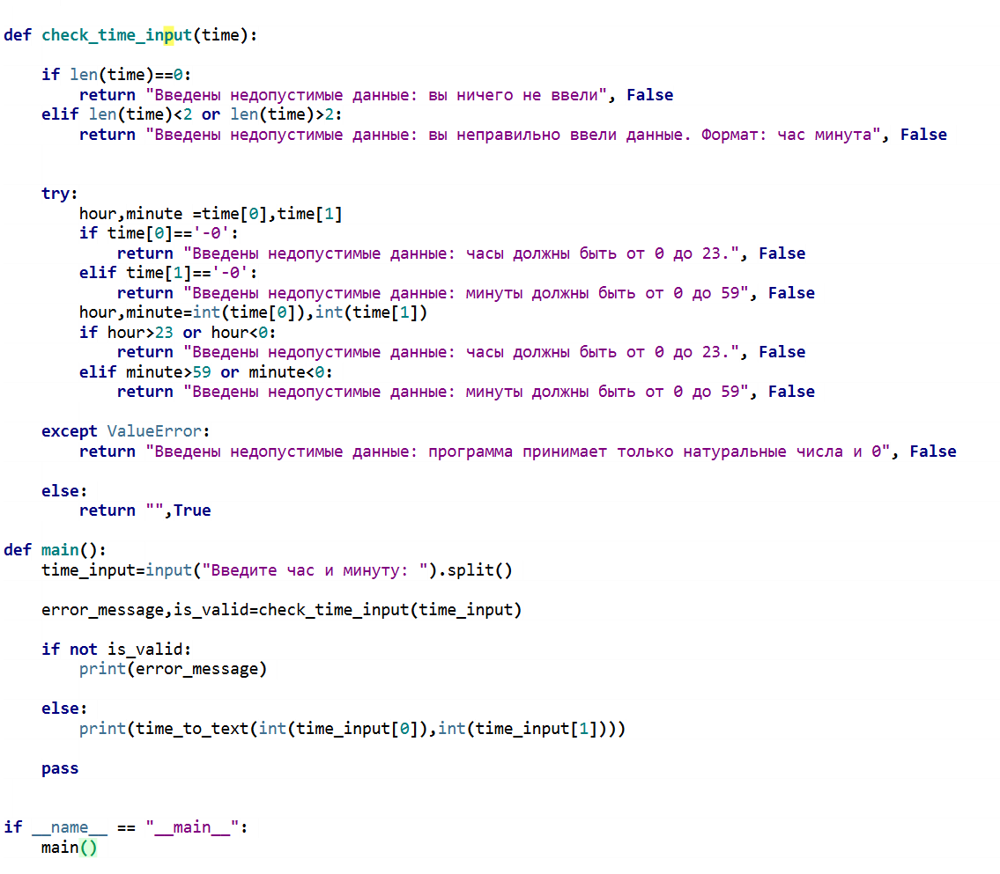 def check_time_input(time):
    if len(time)==0:
        return "Введены недопустимые данные: вы ничего не ввели", False
    elif len(time)<2 or len(time)>2:
        return "Введены недопустимые данные: вы неправильно ввели данные. Формат: час минута", False
    try:
        hour,minute =time[0],time[1]
        if time[0]=='-0':
            return "Введены недопустимые данные: часы должны быть от 0 до 23.", False
        elif time[1]=='-0':
            return "Введены недопустимые данные: минуты должны быть от 0 до 59", False
        hour,minute=int(time[0]),int(time[1])
        if hour>23 or hour<0:
            return "Введены недопустимые данные: часы должны быть от 0 до 23.", False
        elif minute>59 or minute<0:
            return "Введены недопустимые данные: минуты должны быть от 0 до 59", False
    except ValueError:
        return "Введены недопустимые данные: программа принимает только натуральные числа и 0", False
    else:
        return "",True
def main():
    time_input=input("Введите час и минуту: ").split()
    error_message,is_valid=check_time_input(time_input)
    if not is_valid:
        print(error_message)
    else:
        print(time_to_text(int(time_input[0]),int(time_input[1])))
    pass
if __name__ == "__main__":
    main()